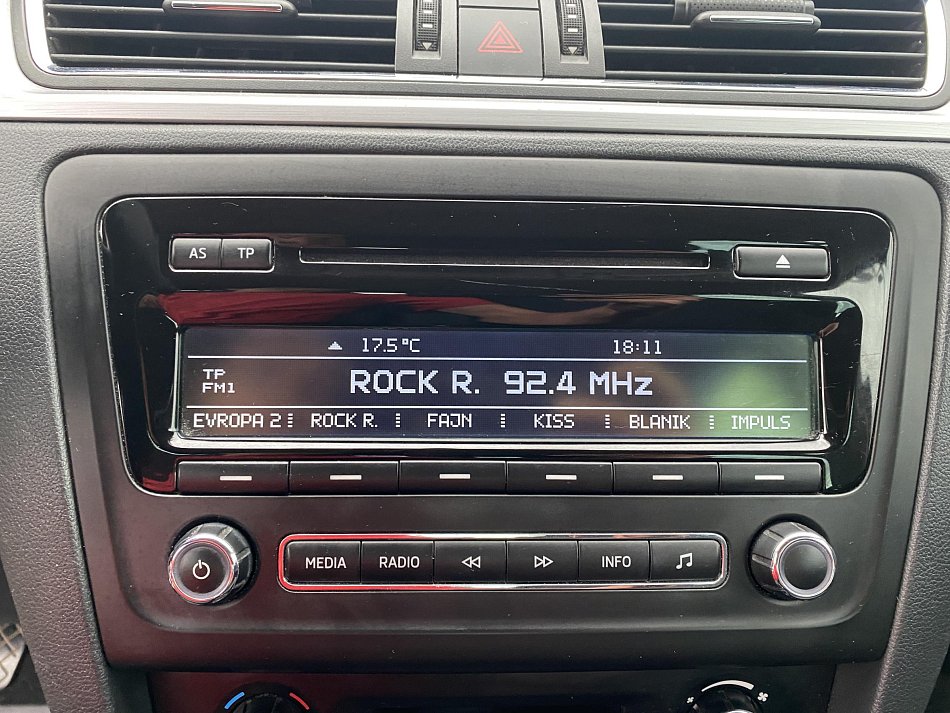 AS TP
17.5°C 18:11
TP
FM1
ROCK R. 92.4 MHz
EVROPA 2 ROCK R. FAJN KISS BLANIK IMPULS
MEDIA RADIO INFO